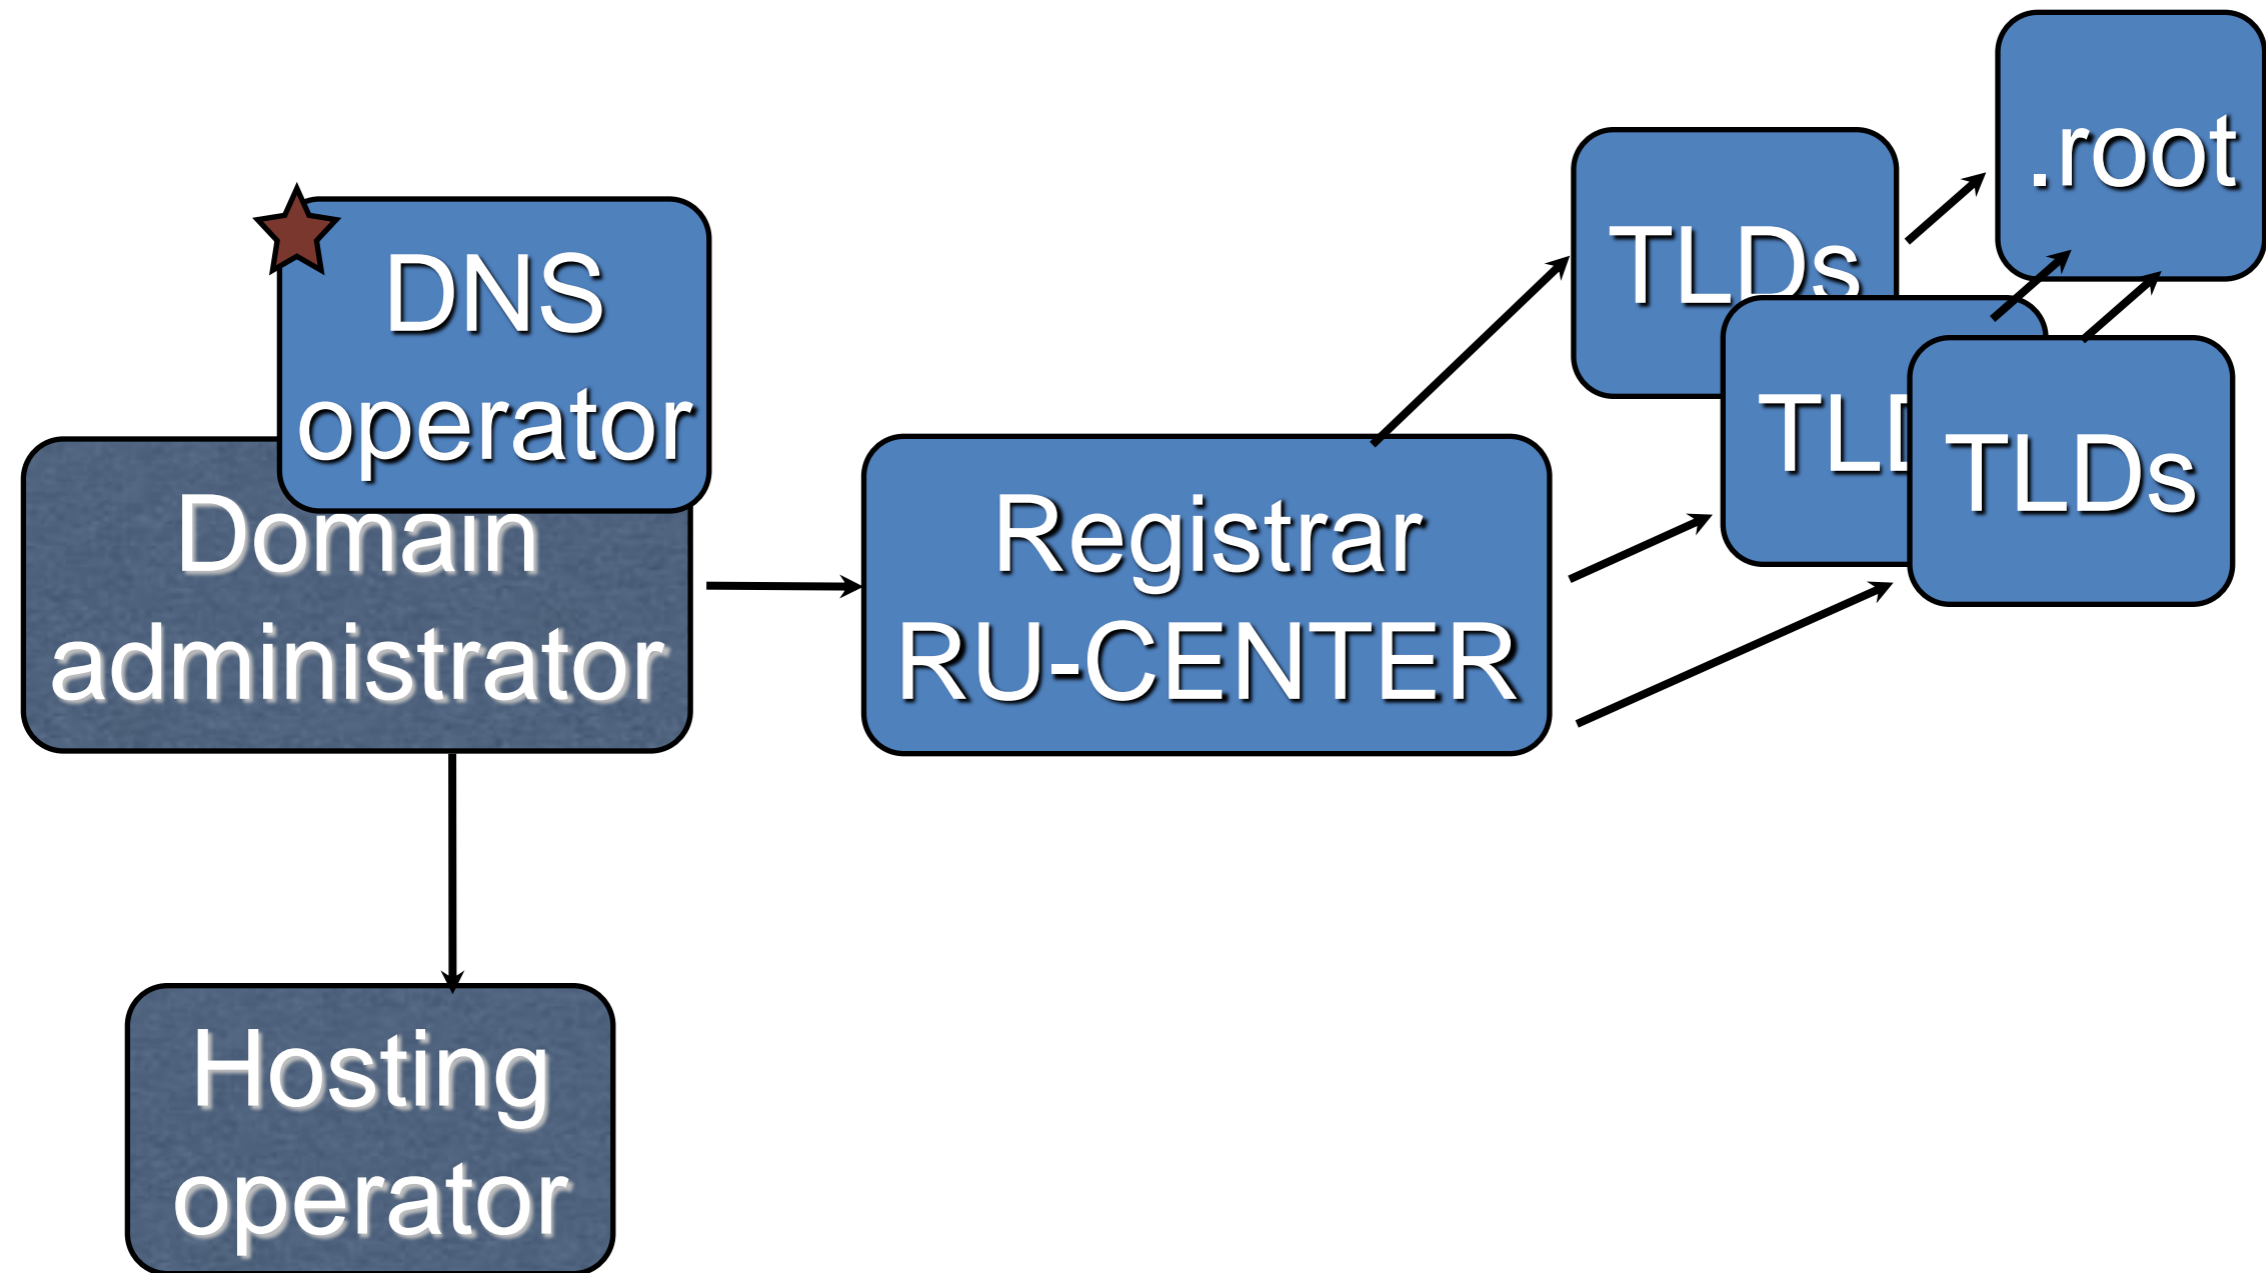 DNS
operator
Domain
administrator
Registrar
RU-CENTER
TLDs
TLDs
.root
Hosting
operator